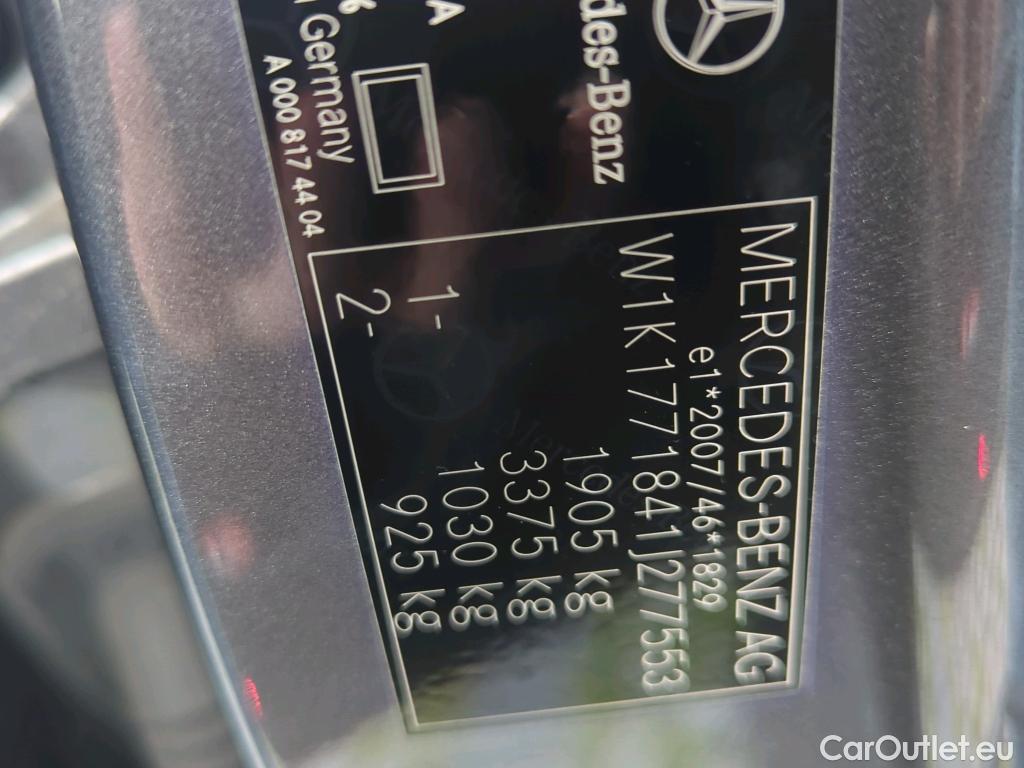 MERCEDES-BENZ AG
e1*2007/46*1829
W1K1771841J277553
1905 kg
3375 kg
1- 1030 kg
2- 925 kg
des-Benz
A
6
Germany
A 000 817 44 04
CarOutlet.eu